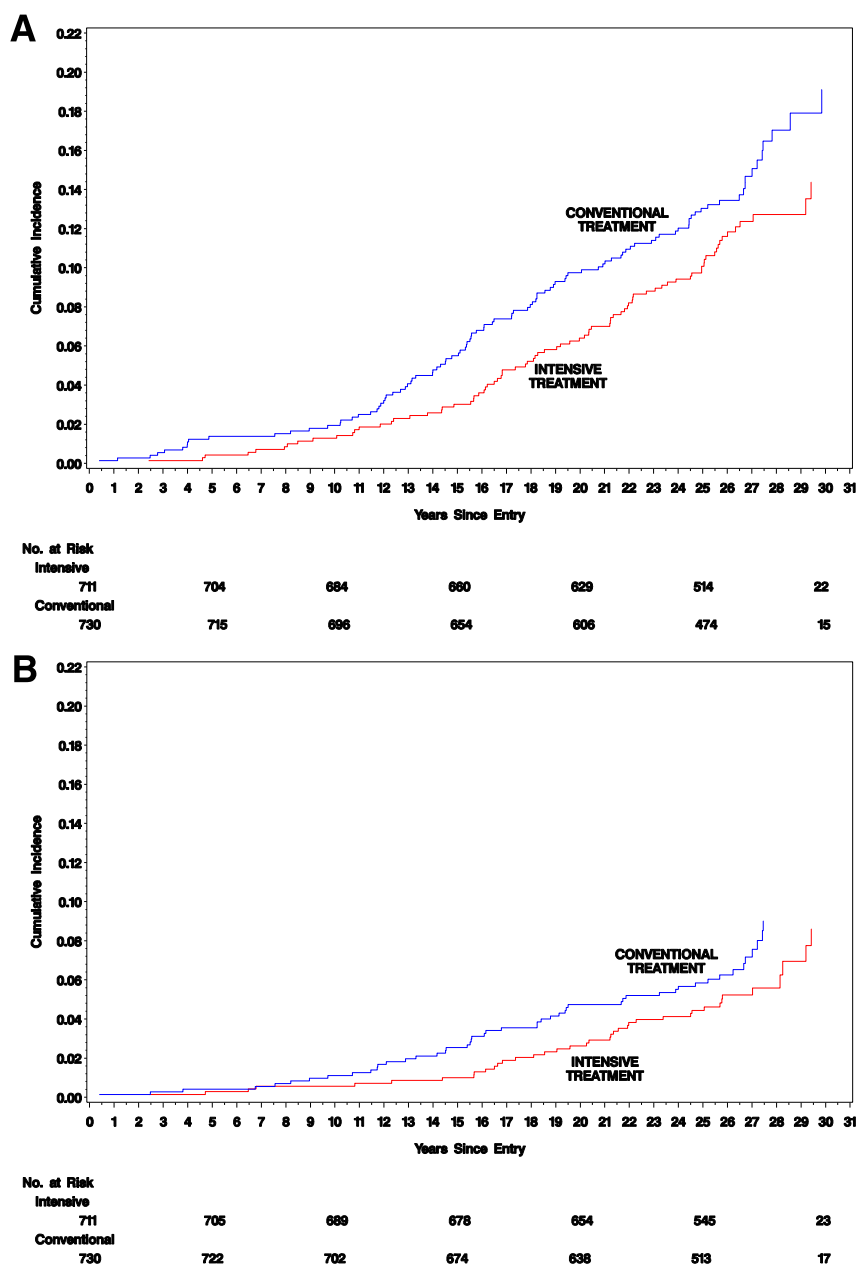 A
0.22
0.20
0.18
0.16
0.14
0.12
0.10
0.08
0.06
0.04
0.02
0.00
Cumulative Incidence
CONVENTIONAL
TREATMENT
INTENSIVE
TREATMENT
0 1 2 3 4 5 6 7 8 9 10 11 12 13 14 15 16 17 18 19 20 21 22 23 24 25 26 27 28 29 30 31
Years Since Entry
No. at Risk
Intensive
711 704 684 660 629 514 22
Conventional
730 715 696 654 606 474 15
B
0.22
0.20
0.18
0.16
0.14
0.12
0.10
0.08
0.06
0.04
0.02
0.00
Cumulative Incidence
CONVENTIONAL
TREATMENT
INTENSIVE
TREATMENT
0 1 2 3 4 5 6 7 8 9 10 11 12 13 14 15 16 17 18 19 20 21 22 23 24 25 26 27 28 29 30 31
Years Since Entry
No. at Risk
Intensive
711 705 689 678 654 545 23
Conventional
730 722 702 674 638 513 17